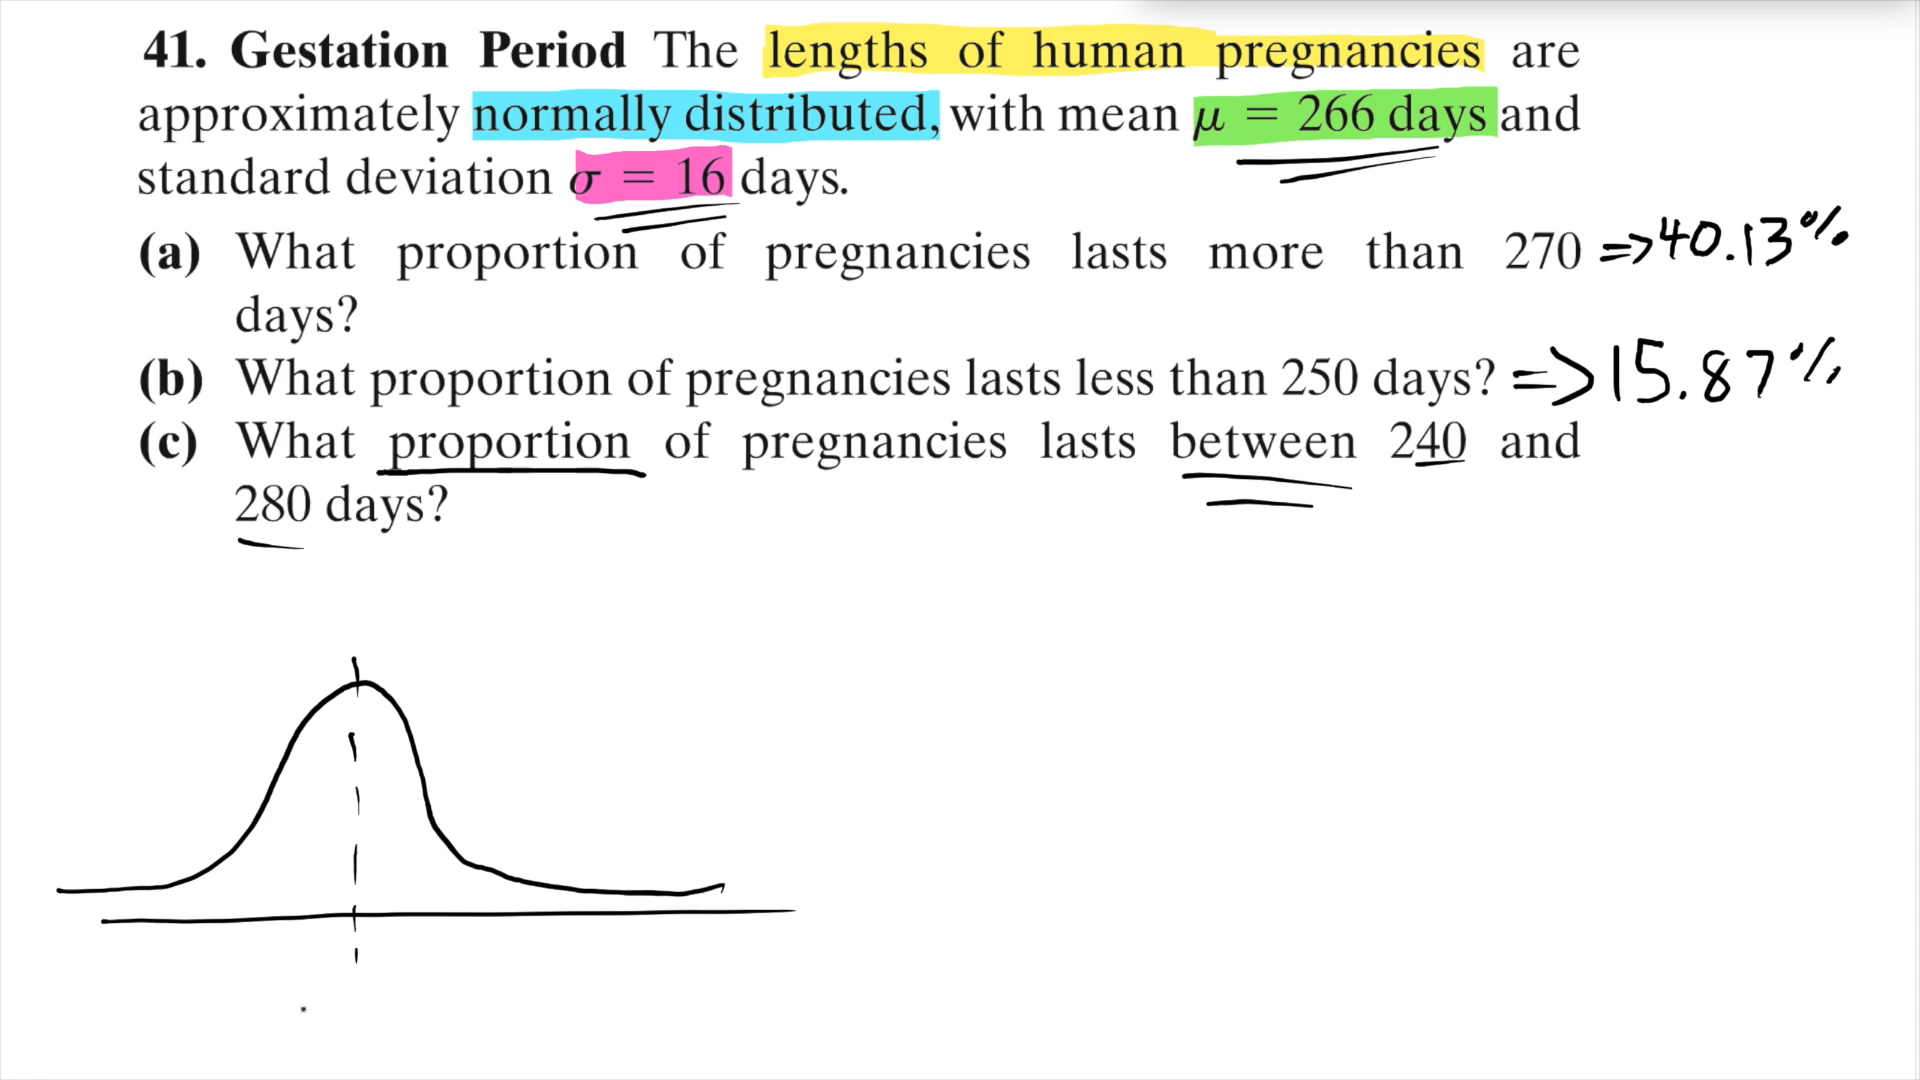 41. Gestation Period The lengths of human pregnancies are
approximately normally distributed, with mean μ = 266 days and
standard deviation σ = 16 days.
(a) What proportion of pregnancies lasts more than 270 => 40.13%
days?
(b) What proportion of pregnancies lasts less than 250 days? => 15.87%
(c) What proportion of pregnancies lasts between 240 and
280 days?